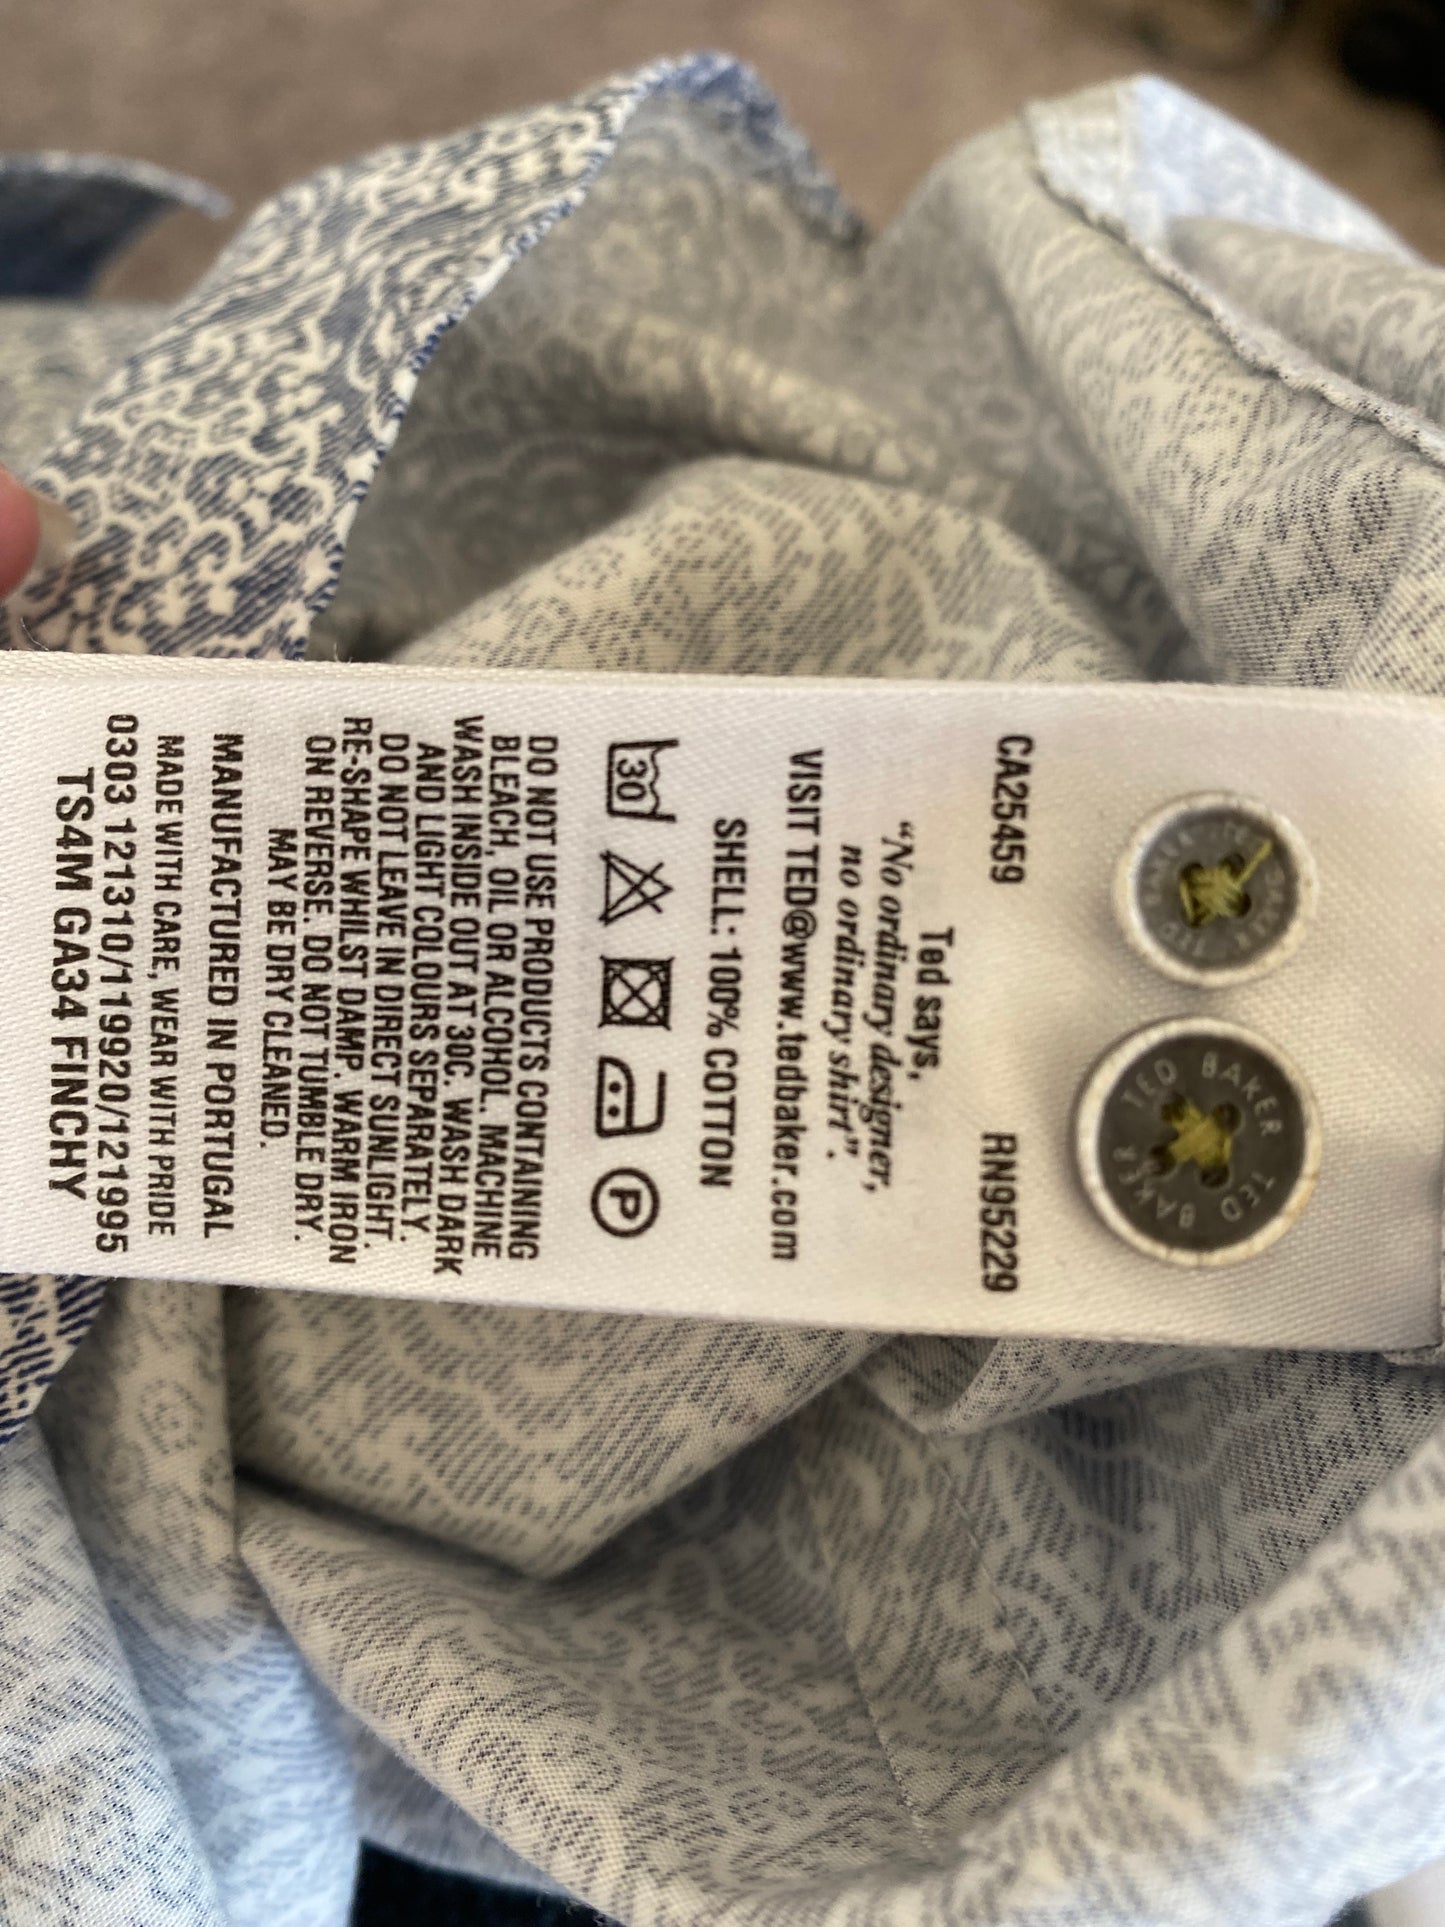 TED BAKER TED BAKER
TED BAKER TED BAKER
CA25459 RN95229
Ted says,
“No ordinary designer,
no ordinary shirt”.
VISIT TED@www.tedbaker.com
SHELL: 100% COTTON
30 P
DO NOT USE PRODUCTS CONTAINING
BLEACH, OIL OR ALCOHOL. MACHINE
WASH INSIDE OUT AT 30C. WASH DARK
AND LIGHT COLOURS SEPARATELY.
DO NOT LEAVE IN DIRECT SUNLIGHT.
RE-SHAPE WHILST DAMP. WARM IRON
ON REVERSE. DO NOT TUMBLE DRY.
MAY BE DRY CLEANED.
MANUFACTURED IN PORTUGAL
MADE WITH CARE, WEAR WITH PRIDE
0303 121310/119920/121995
TS4M GA34 FINCHY